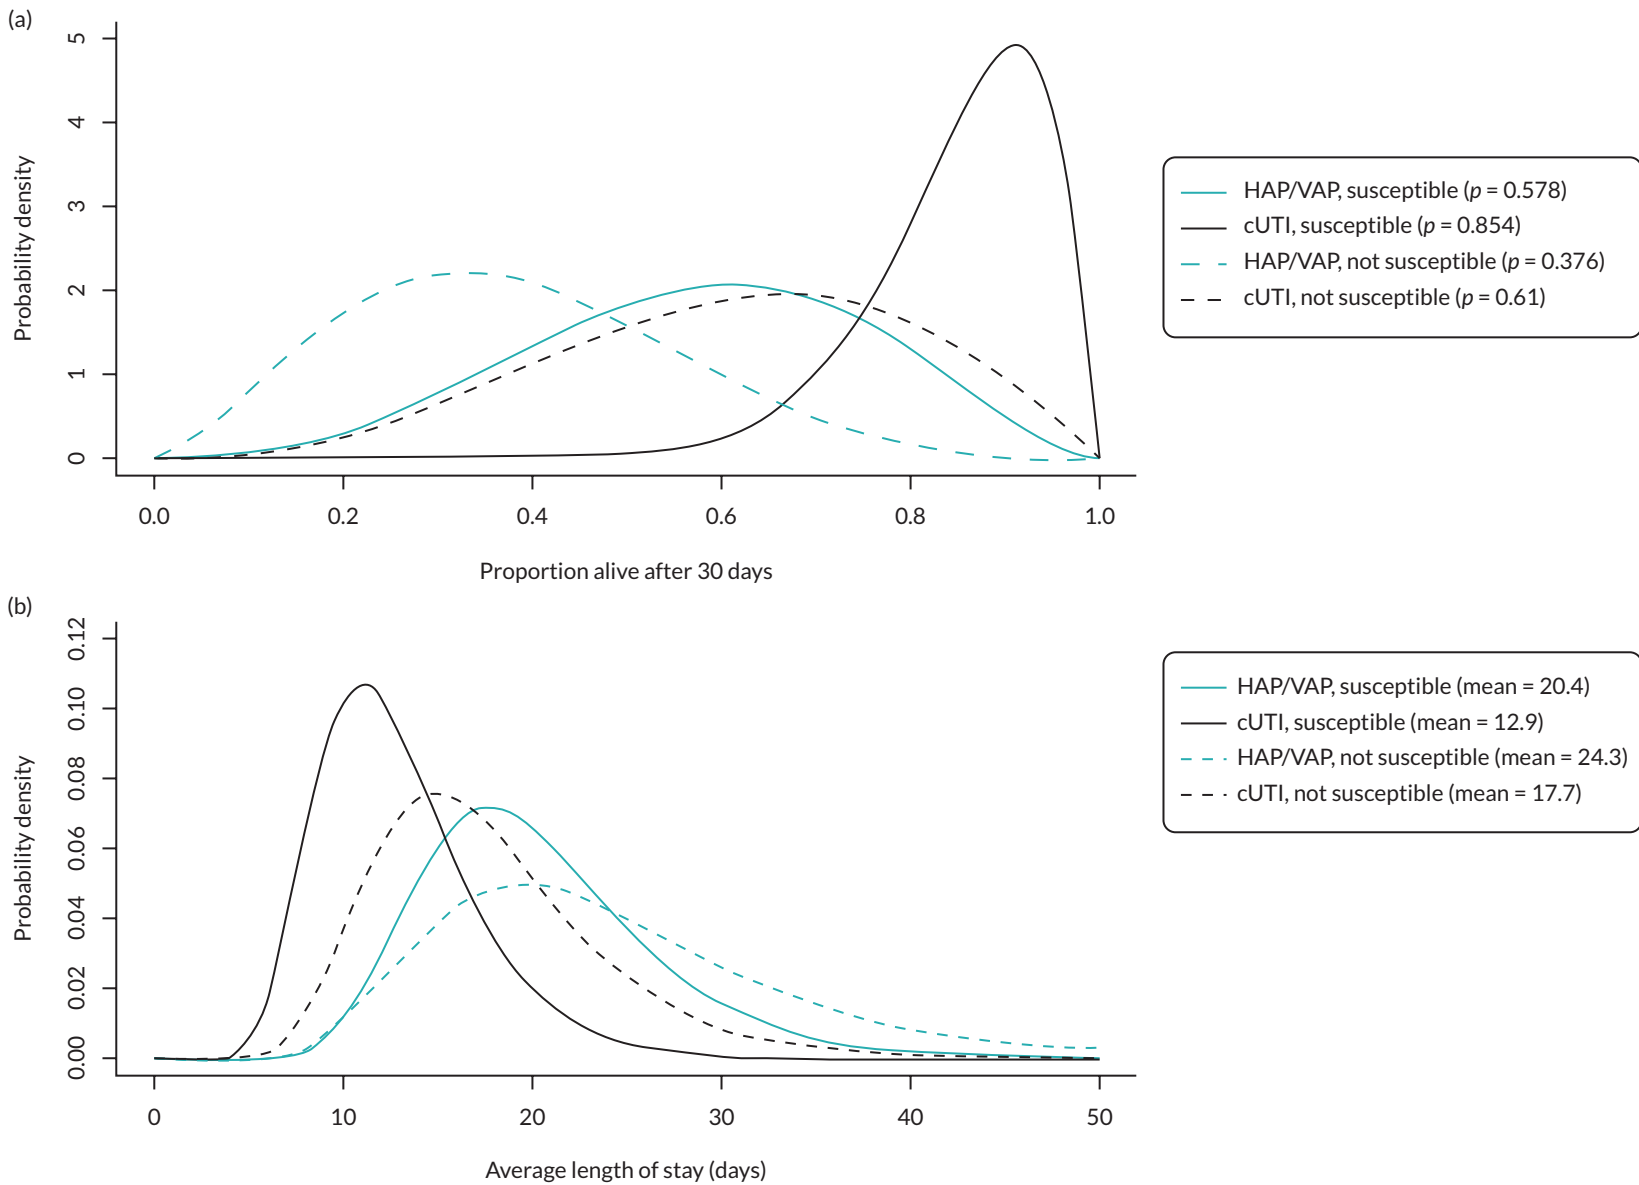 (a)
Probability density
5
4
3
2
1
0
0.0 0.2 0.4 0.6 0.8 1.0
Proportion alive after 30 days
HAP/VAP, susceptible (p = 0.578)
cUTI, susceptible (p = 0.854)
HAP/VAP, not susceptible (p = 0.376)
cUTI, not susceptible (p = 0.61)
(b)
Probability density
0.12
0.10
0.08
0.06
0.04
0.02
0.00
0 10 20 30 40 50
Average length of stay (days)
HAP/VAP, susceptible (mean = 20.4)
cUTI, susceptible (mean = 12.9)
HAP/VAP, not susceptible (mean = 24.3)
cUTI, not susceptible (mean = 17.7)